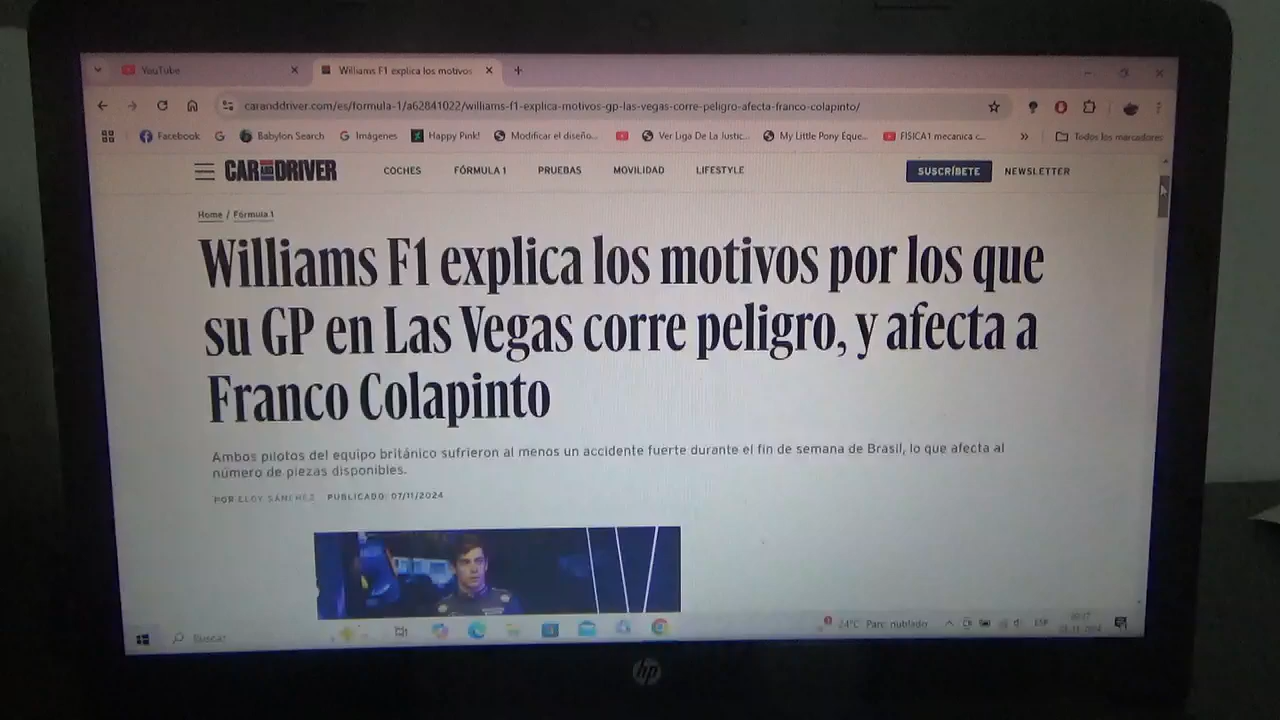 YouTube
Williams F1 explica los motivos
caranddriver.com/es/formula-1/a62841022/williams-f1-explica-motivos-gp-las-vegas-corre-peligro-afecta-franco-colapinto/
Facebook
Babylon Search
Imágenes
Happy Pink!
Modificar el diseño...
Ver Liga De La Justic...
My Little Pony Eque...
FISICA1 mecanica c...
»
Todos los marcadores
CAR AND DRIVER
COCHES
FÓRMULA 1
PRUEBAS
MOVILIDAD
LIFESTYLE
SUSCRÍBETE
NEWSLETTER
Home / Fórmula 1
Williams F1 explica los motivos por los que
su GP en Las Vegas corre peligro, y afecta a
Franco Colapinto
Ambos pilotos del equipo británico sufrieron al menos un accidente fuerte durante el fin de semana de Brasil, lo que afecta al
número de piezas disponibles.
POR ELOY SÁNCHEZ PUBLICADO: 07/11/2024
Buscar
24°C Parc. nublado
ESP
hp